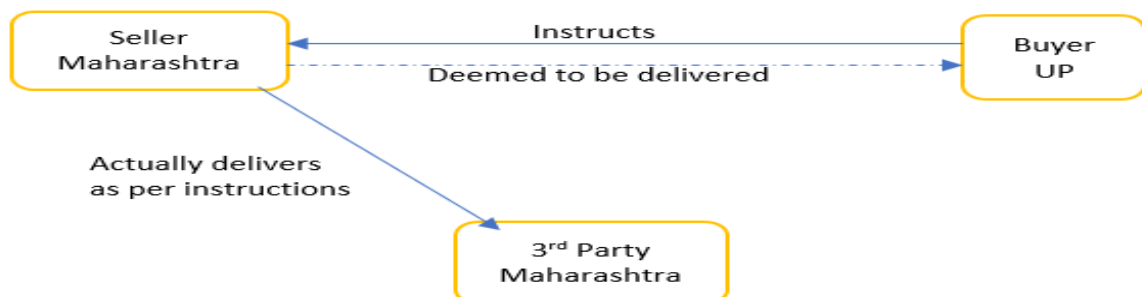 Seller
Maharashtra
Instructs
Buyer
UP
Deemed to be delivered
Actually delivers
as per instructions
3rd Party
Maharashtra